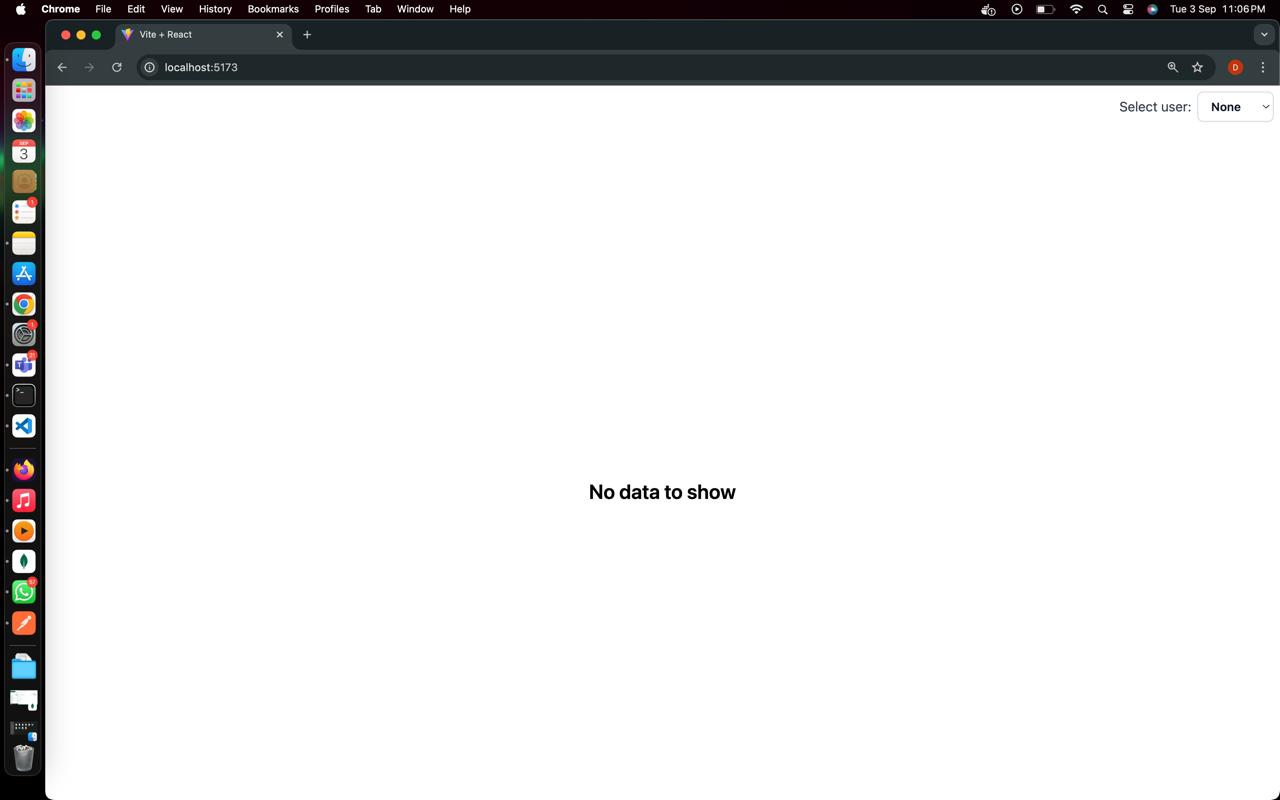 Chrome File Edit View History Bookmarks Profiles Tab Window Help Tue 3 Sep 11:06 PM
Vite + React
localhost:5173
D
Select user: None
SEP
3
1
1
21
57
No data to show